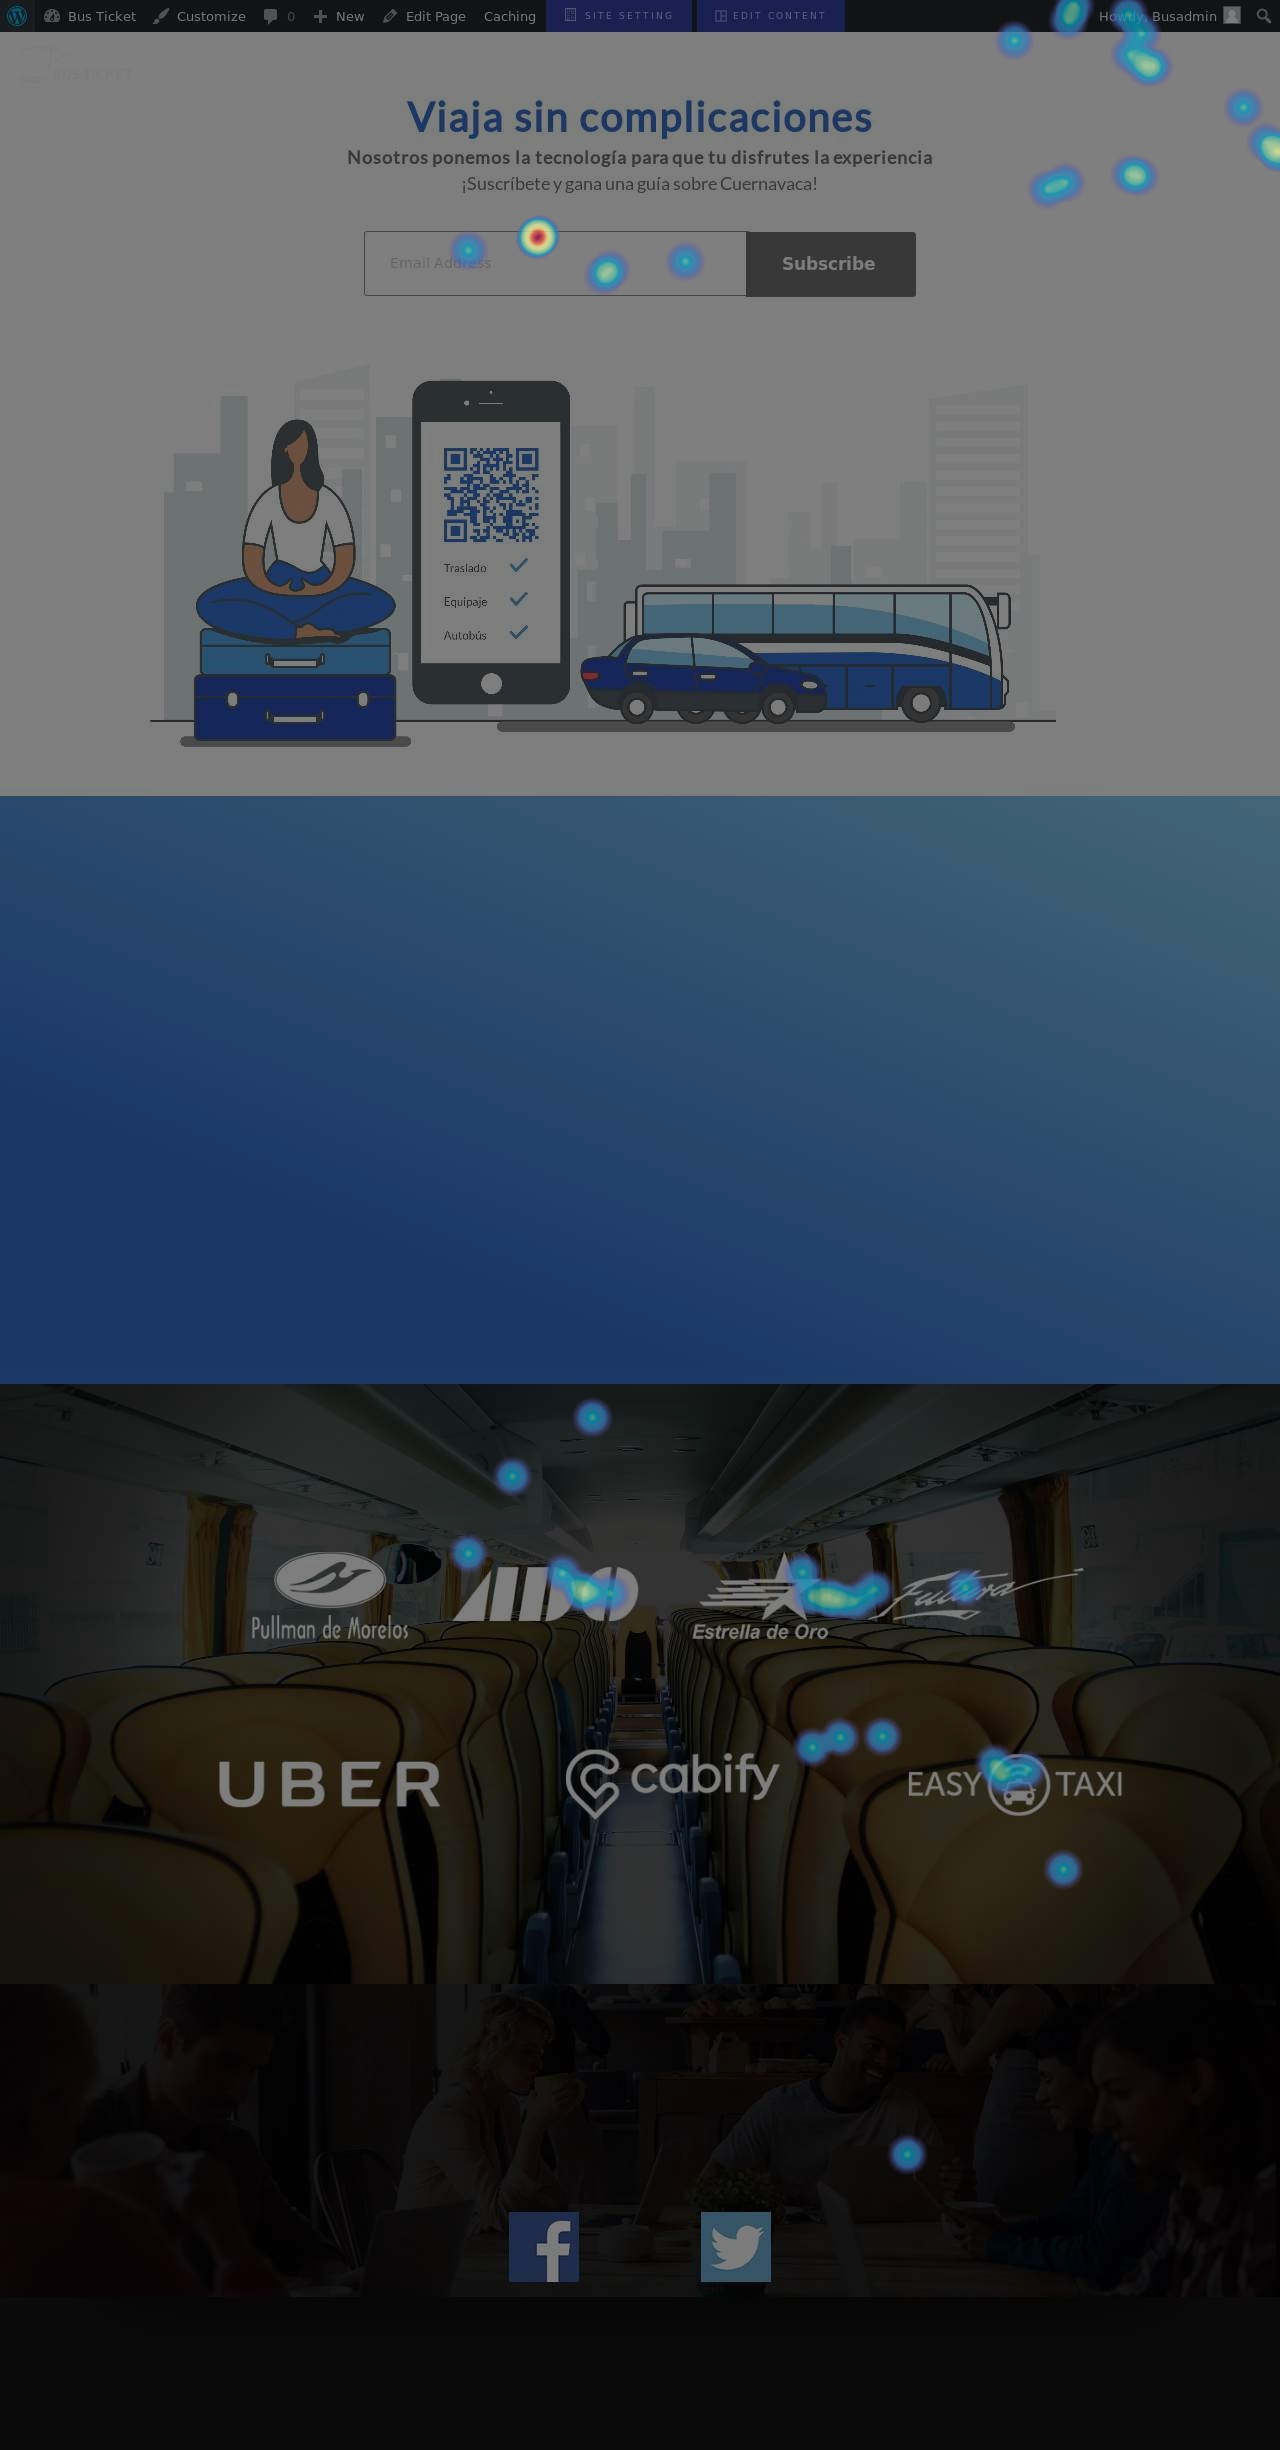 Bus Ticket Customize 0 New Edit Page Caching SITE SETTING EDIT CONTENT Howdy, Busadmin
BUS TICKET
Viaja sin complicaciones
Nosotros ponemos la tecnología para que tu disfrutes la experiencia
¡Suscríbete y gana una guía sobre Cuernavaca!
Email Address Subscribe
Traslado
Equipaje
Autobús
Pullman de Morelos
ADO
Estrella de Oro
Futura
UBER
cabify
EASY TAXI